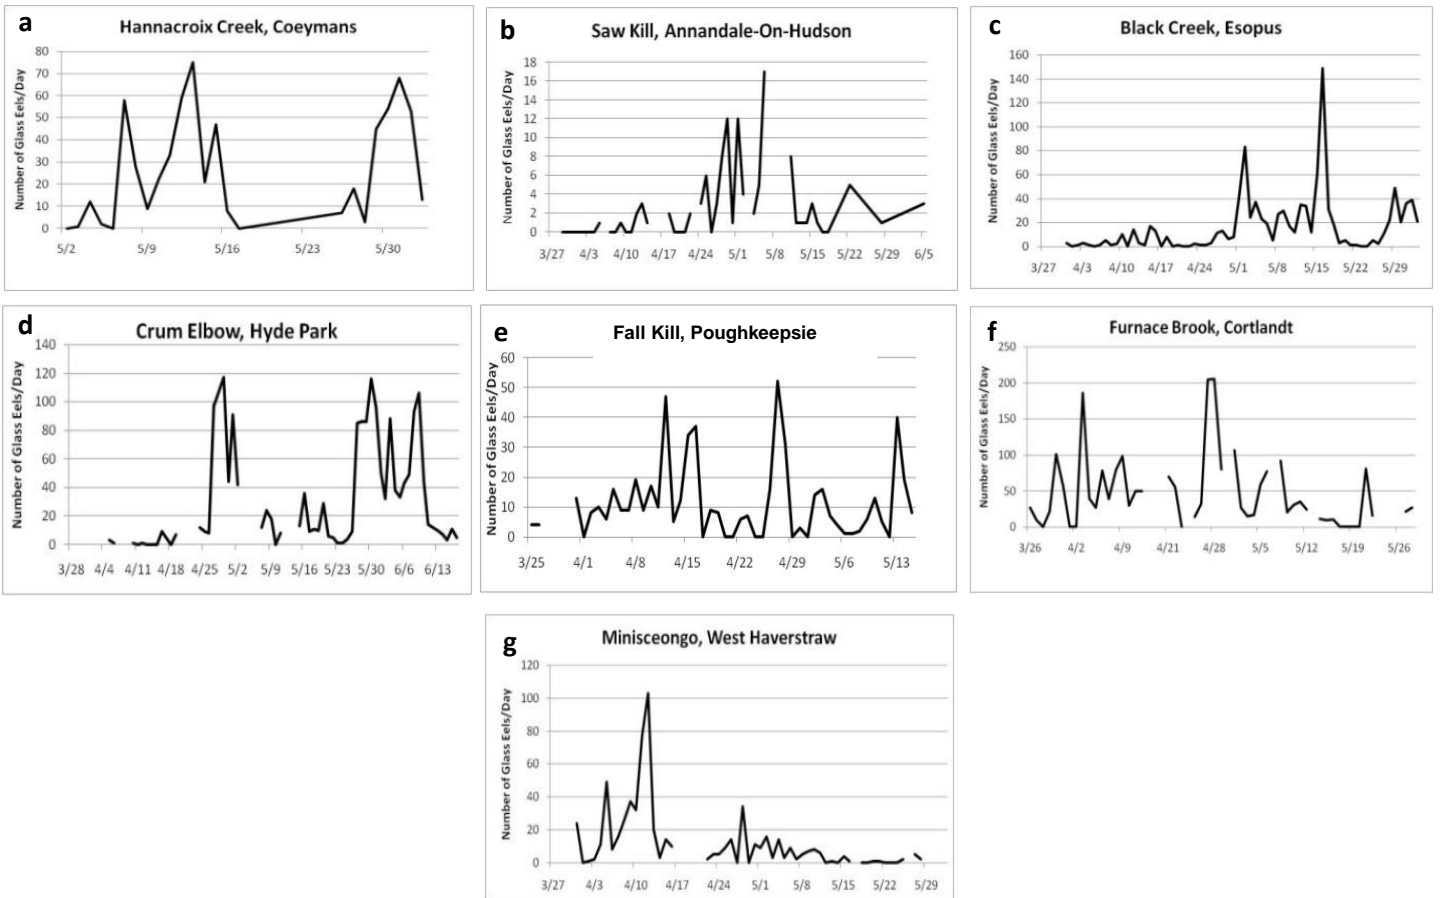 a
Hannacroix Creek, Coeymans
Number of Glass Eels/Day
80
70
60
50
40
30
20
10
0
5/2 5/9 5/16 5/23 5/30
b
Saw Kill, Annandale-On-Hudson
Number of Glass Eels/Day
18
16
14
12
10
8
6
4
2
0
3/27 4/3 4/10 4/17 4/24 5/1 5/8 5/15 5/22 5/29 6/5
c
Black Creek, Esopus
Number of Glass Eels/Day
160
140
120
100
80
60
40
20
0
3/27 4/3 4/10 4/17 4/24 5/1 5/8 5/15 5/22 5/29
d
Crum Elbow, Hyde Park
Number of Glass Eels/Day
140
120
100
80
60
40
20
0
3/28 4/4 4/11 4/18 4/25 5/2 5/9 5/16 5/23 5/30 6/6 6/13
e
Fall Kill, Poughkeepsie
Number of Glass Eels/Day
60
50
40
30
20
10
0
3/25 4/1 4/8 4/15 4/22 4/29 5/6 5/13
f
Furnace Brook, Cortlandt
Number of Glass Eels/Day
250
200
150
100
50
0
3/26 4/2 4/9 4/21 4/28 5/5 5/12 5/19 5/26
g
Minisceongo, West Haverstraw
Number of Glass Eels/Day
120
100
80
60
40
20
0
3/27 4/3 4/10 4/17 4/24 5/1 5/8 5/15 5/22 5/29